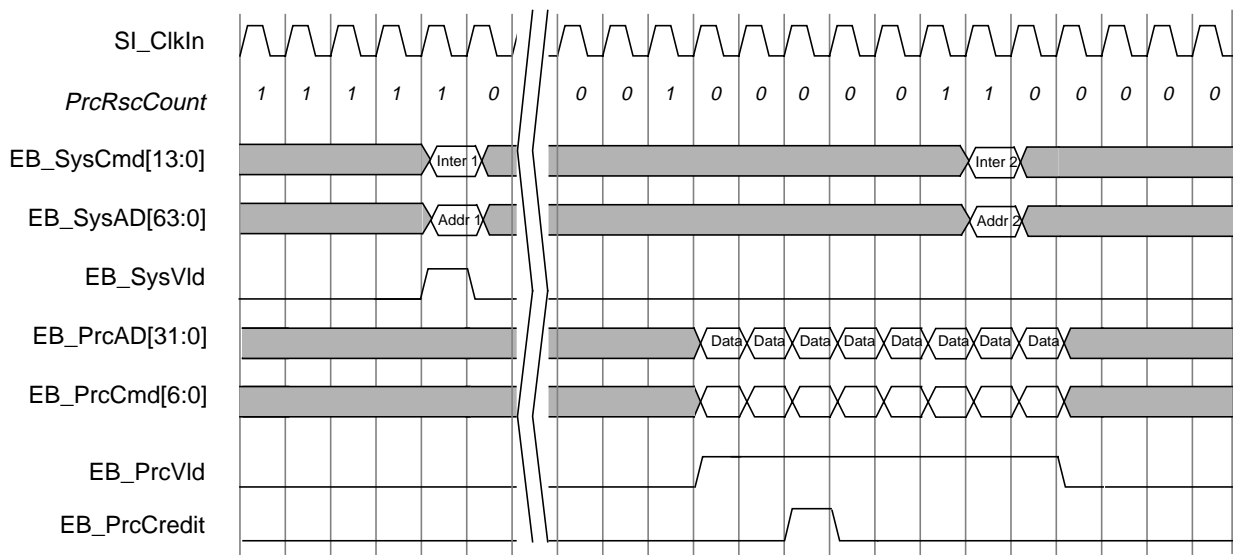 SI_ClkIn
PrcRscCount 1 1 1 1 1 0 0 0 1 0 0 0 0 0 1 1 0 0 0 0 0
EB_SysCmd[13:0] Inter 1 Inter 2
EB_SysAD[63:0] Addr 1 Addr 2
EB_SysVld
EB_PrcAD[31:0] Data Data Data Data Data Data Data Data
EB_PrcCmd[6:0]
EB_PrcVld
EB_PrcCredit